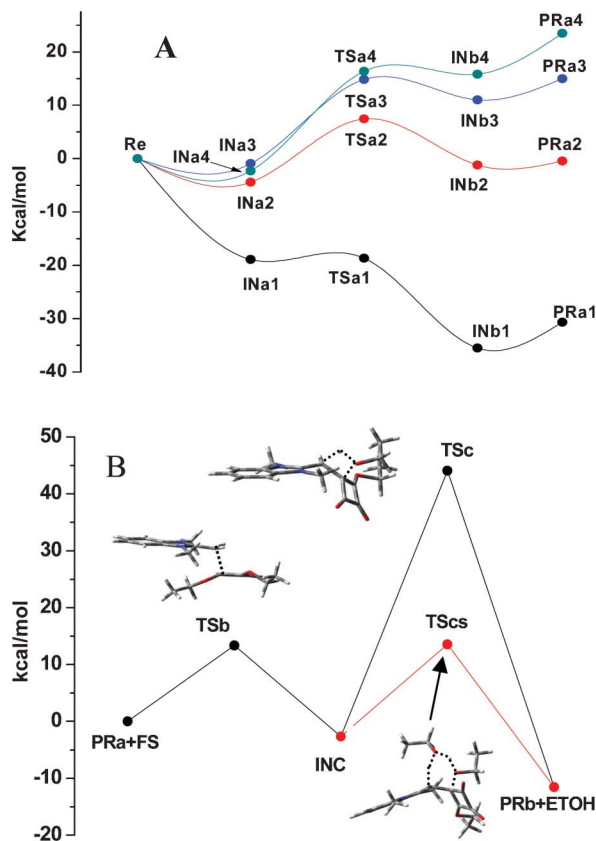 A
PRa4
20
TSa4
INb4
PRa3
10
INa3
TSa3
INb3
Re
INa4
TSa2
PRa2
0
INa2
INb2
-10
-20
INa1
TSa1
INb1
PRa1
-30
-40
Kcal/mol
B
50
TSc
40
30
20
TSb
TScs
10
0
PRa+FS
INC
-10
PRb+ETOH
-20
kcal/mol